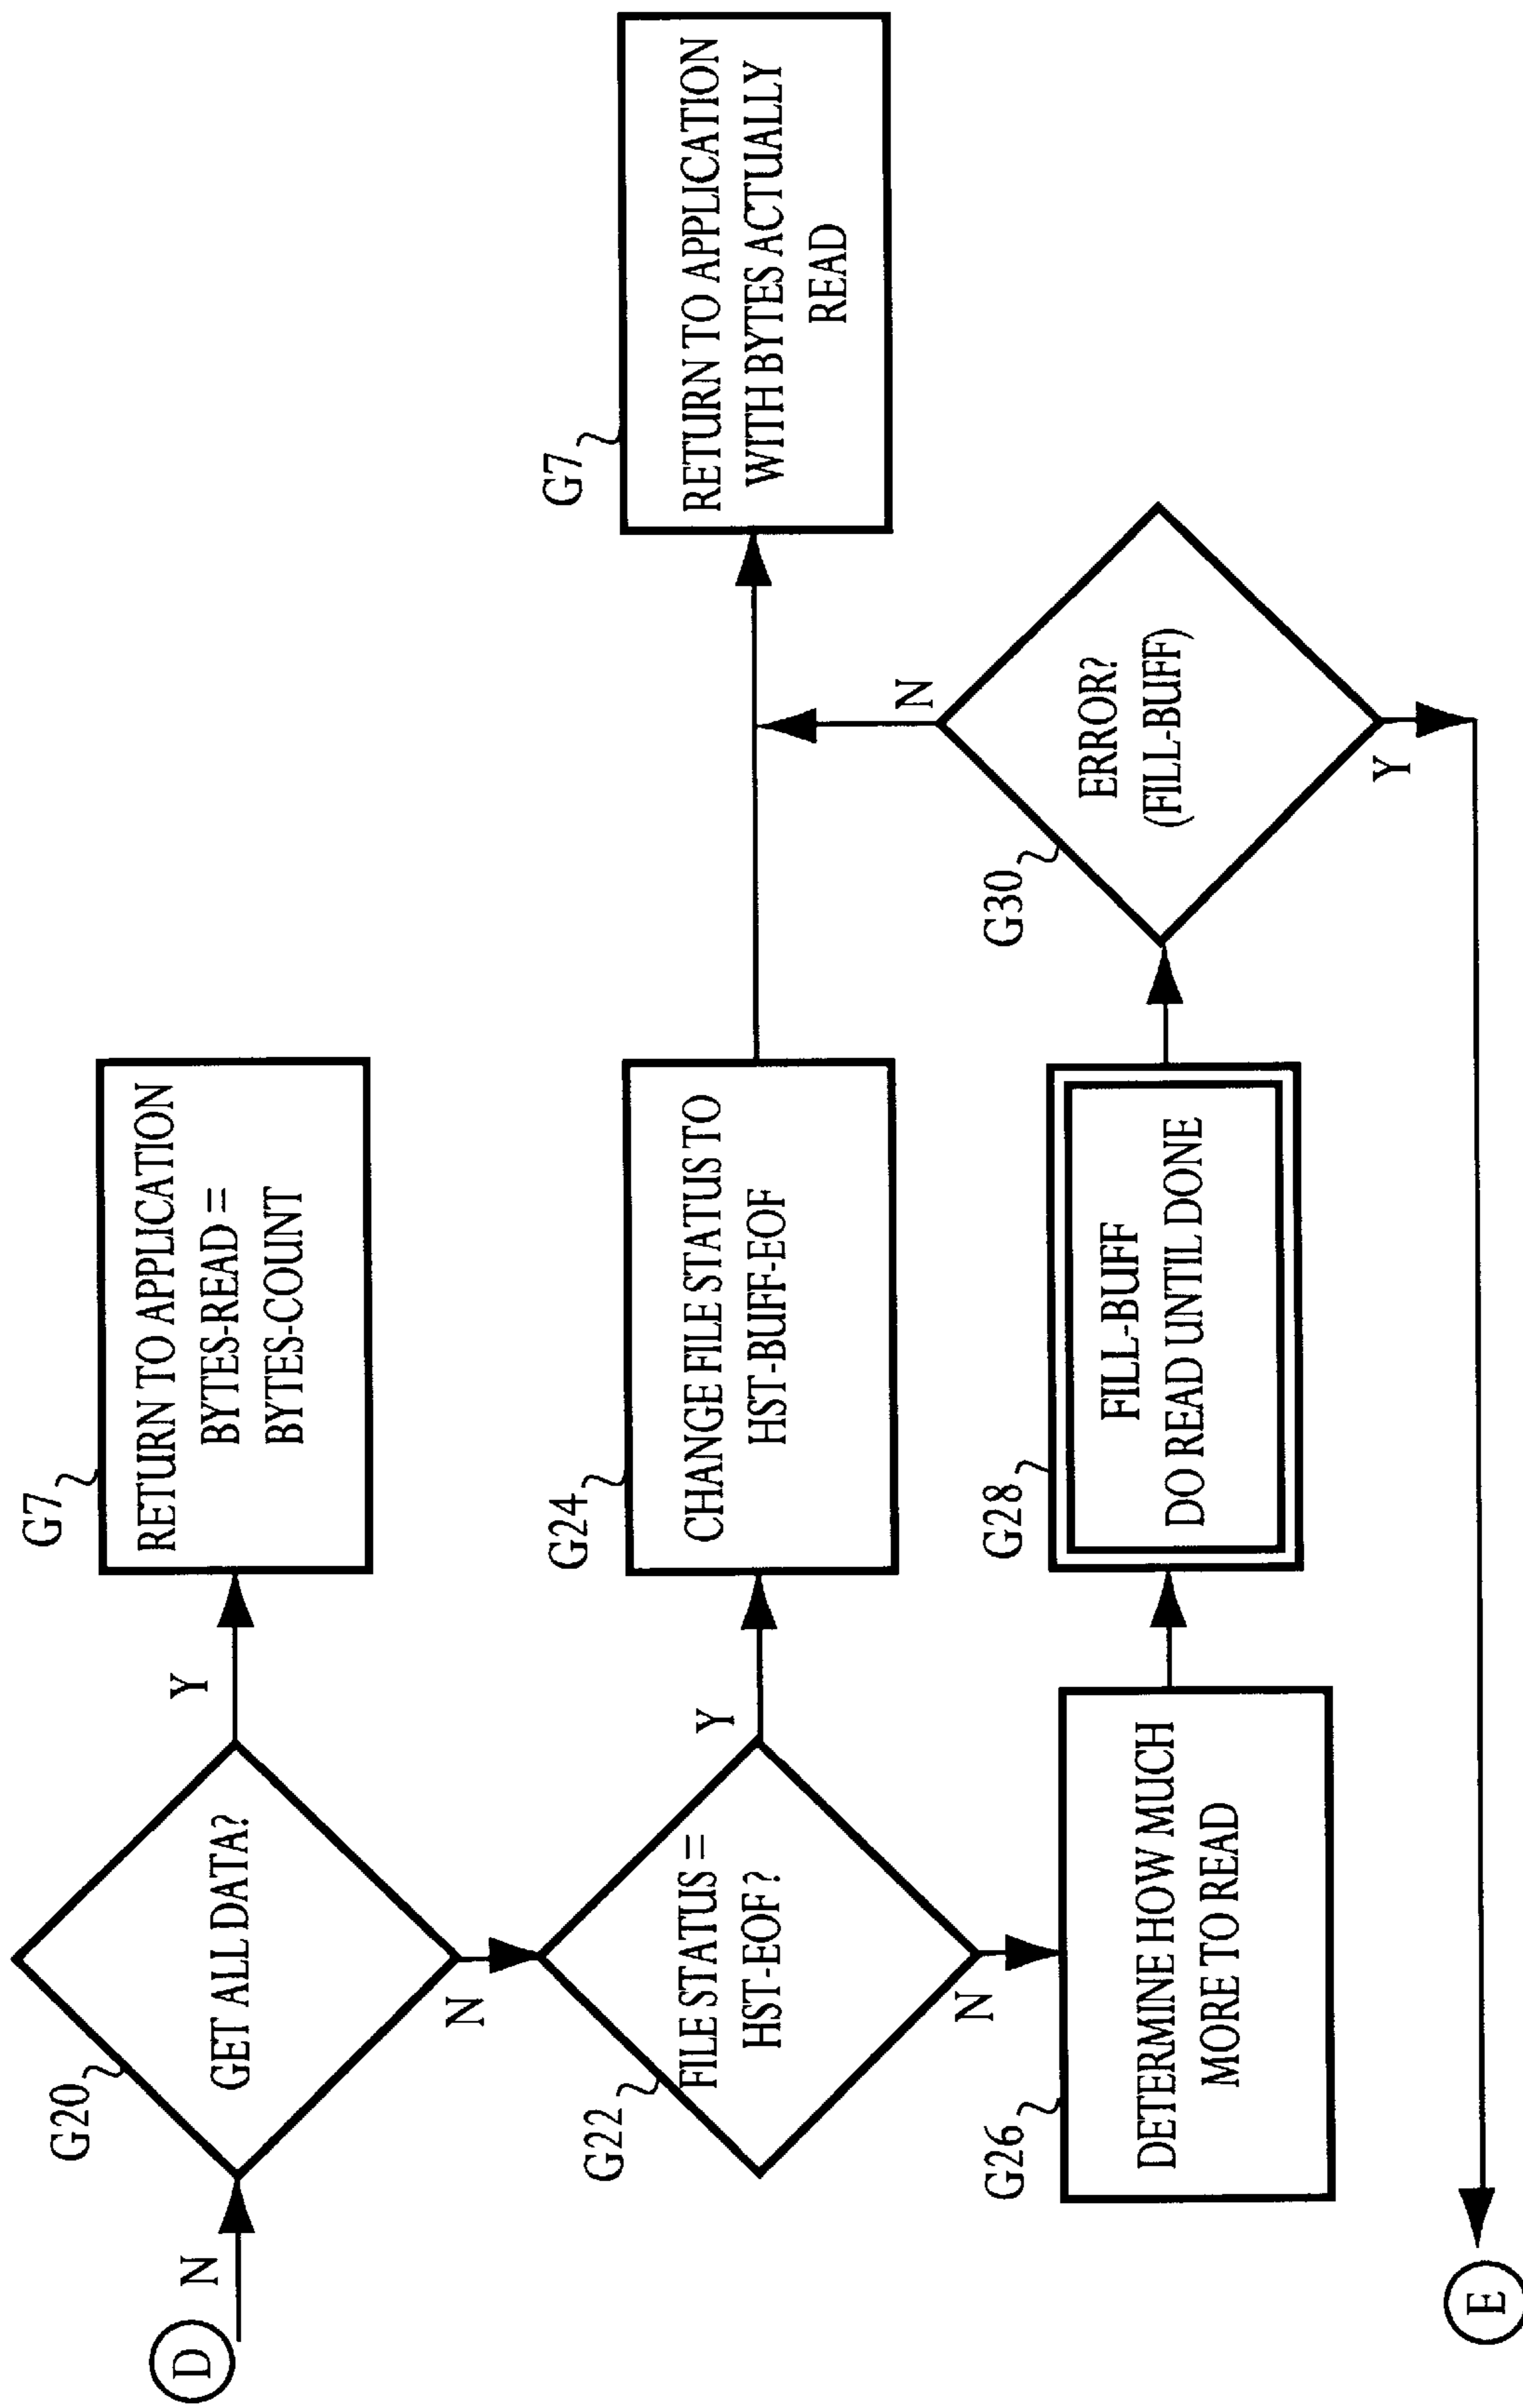 D
N
G20
GET ALL DATA?
Y
G7
RETURN TO APPLICATION
BYTES-READ =
BYTES-COUNT
N
G22
FILE STATUS =
HST-EOF?
Y
G24
CHANGE FILE STATUS TO
HST-BUFF-EOF
G7
RETURN TO APPLICATION
WITH BYTES ACTUALLY
READ
N
G26
DETERMINE HOW MUCH
MORE TO READ
G28
FILL-BUFF
DO READ UNTIL DONE
G30
ERROR?
(FILL-BUFF)
N
Y
E